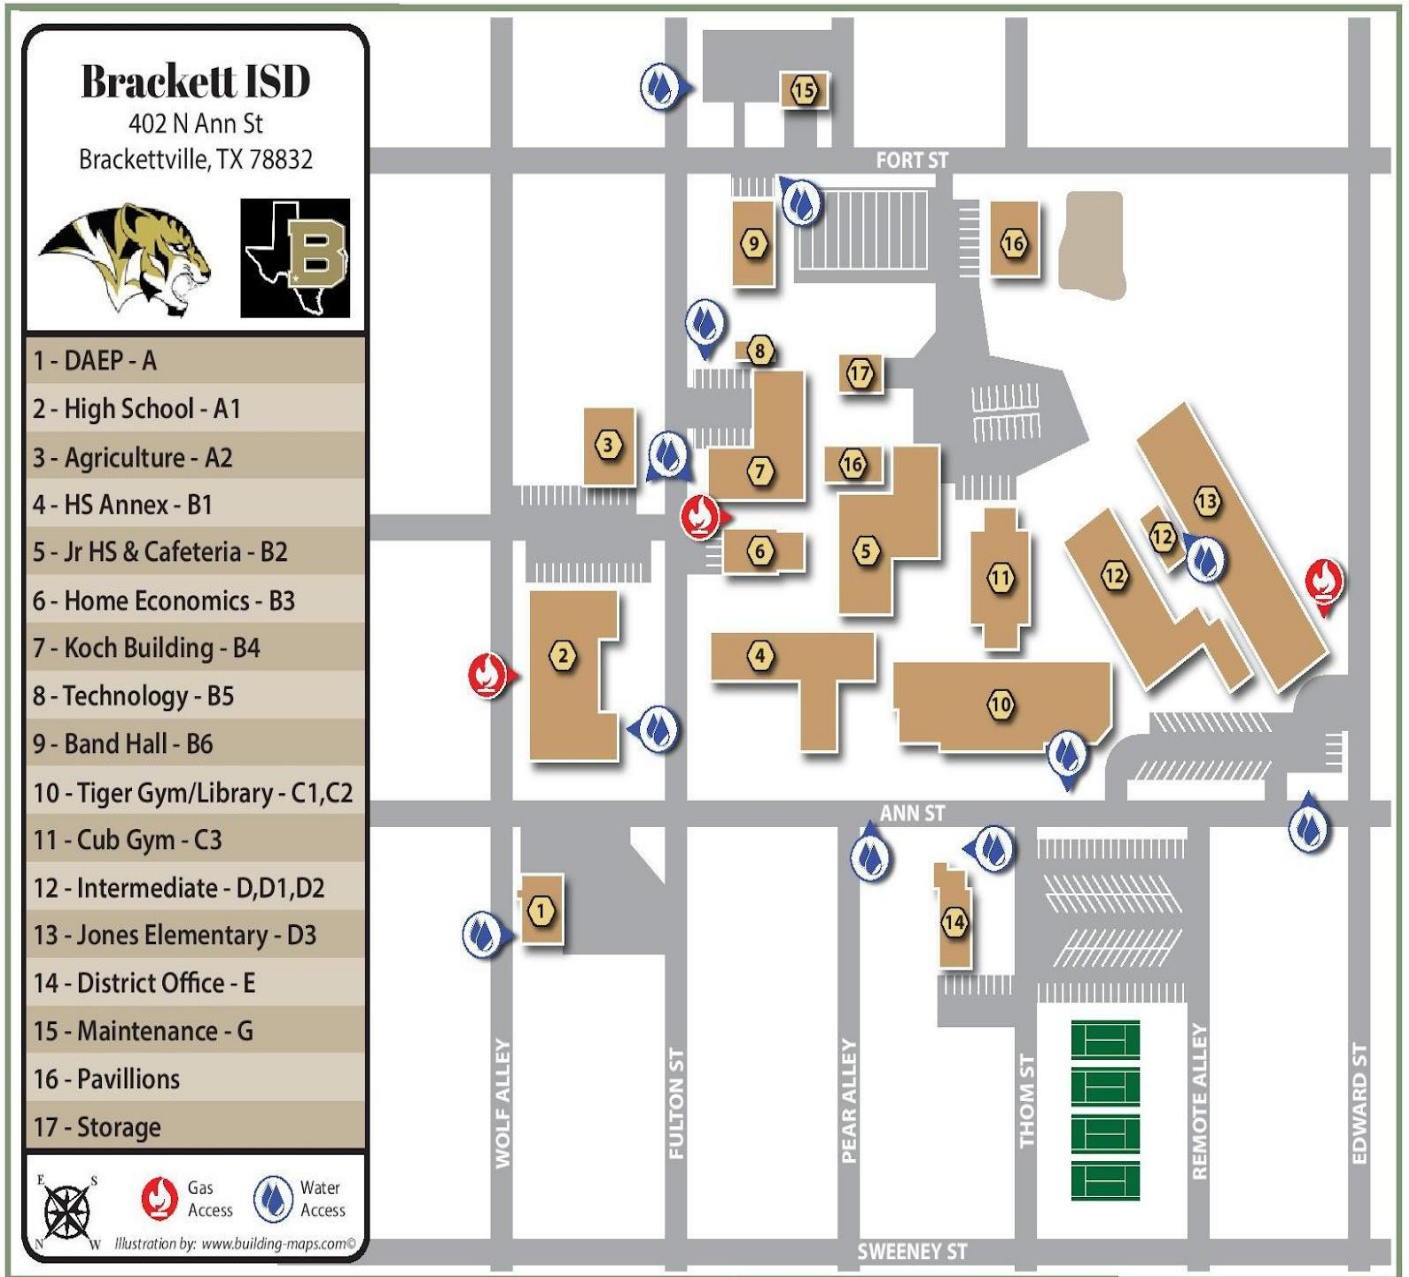 Brackett ISD
402 N Ann St
Brackettville, TX 78832
B
1 - DAEP - A
2 - High School - A1
3 - Agriculture - A2
4 - HS Annex - B1
5 - Jr HS & Cafeteria - B2
6 - Home Economics - B3
7 - Koch Building - B4
8 - Technology - B5
9 - Band Hall - B6
10 - Tiger Gym/Library - C1,C2
11 - Cub Gym - C3
12 - Intermediate - D,D1,D2
13 - Jones Elementary - D3
14 - District Office - E
15 - Maintenance - G
16 - Pavillions
17 - Storage
E S
N W
Gas
Access
Water
Access
Illustration by: www.building-maps.com©
15
FORT ST
9
16
8
17
3
16
7
13
12
6
5
12
11
2
4
10
ANN ST
1
14
WOLF ALLEY
FULTON ST
PEAR ALLEY
THOM ST
REMOTE ALLEY
EDWARD ST
SWEENEY ST